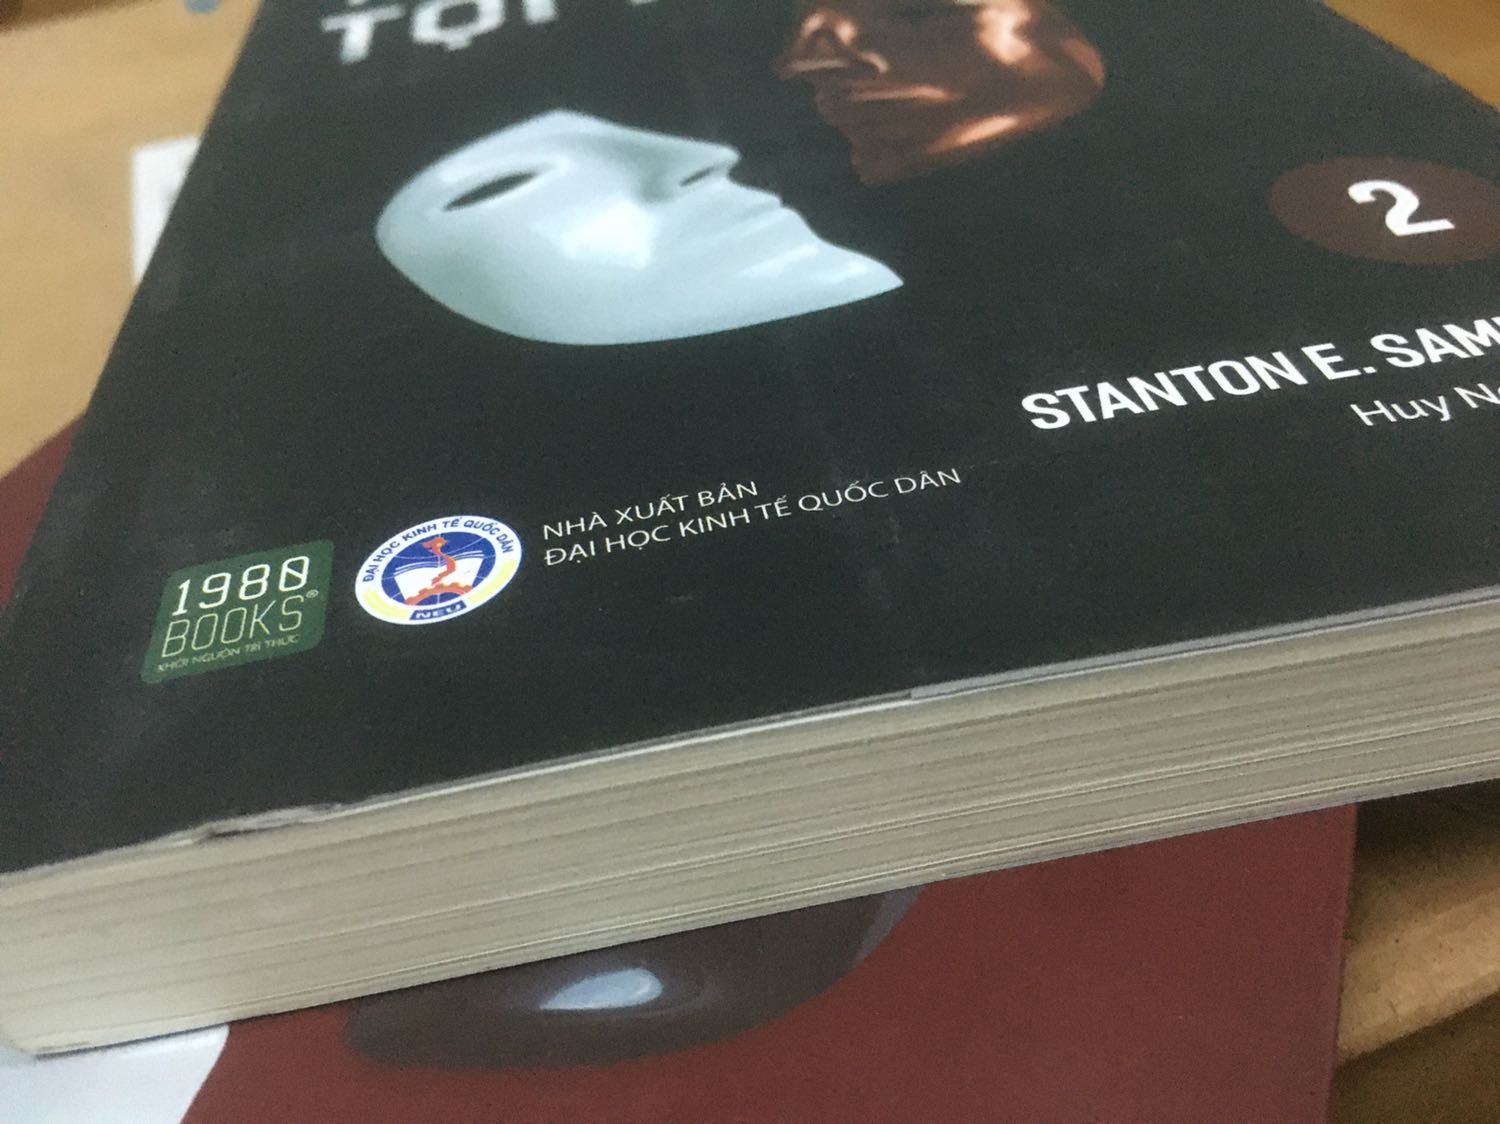 TỘI
2
STANTON E.
Huy
NHÀ XUẤT BẢN
ĐẠI HỌC KINH TẾ QUỐC DÂN
ĐẠI HỌC KINH TẾ QUỐC DÂN
NEU
1980
BOOKS®
KHƠI NGUỒN TRI THỨC